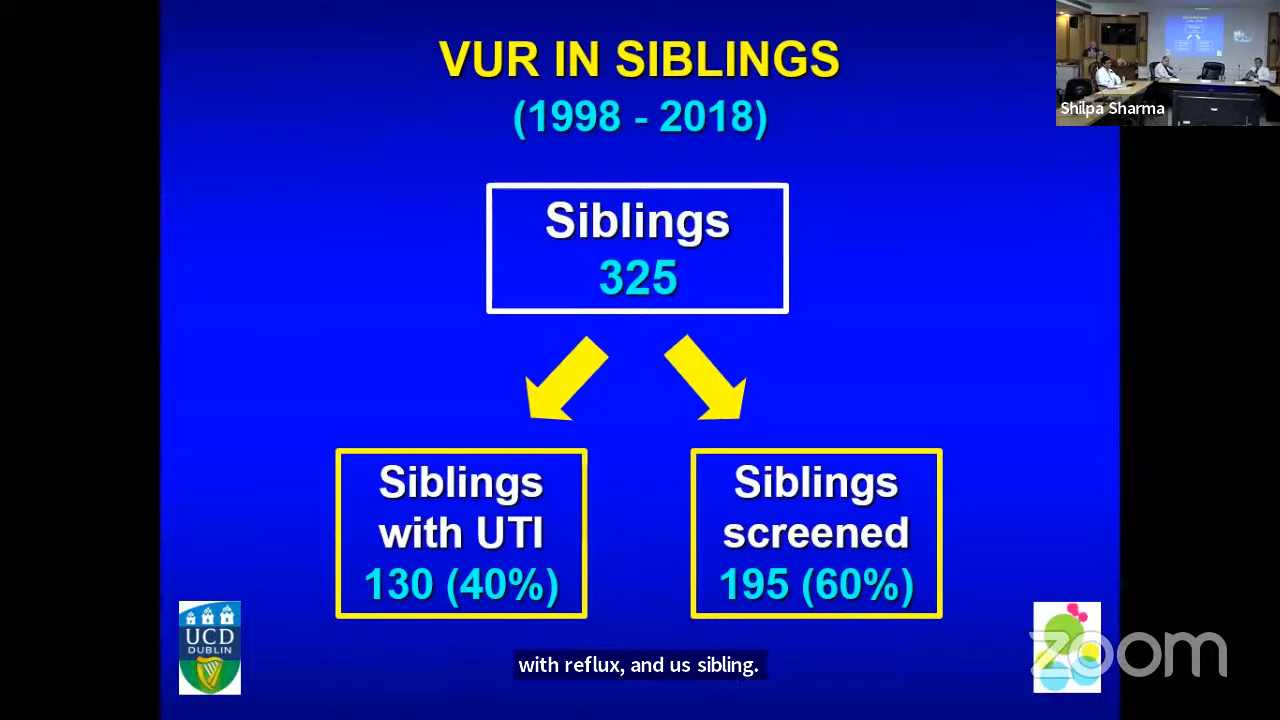 VUR IN SIBLINGS
(1998 - 2018)
Shilpa Sharma
Siblings
325
Siblings
with UTI
130 (40%)
Siblings
screened
195 (60%)
UCD
DUBLIN
zoom
with reflux, and us sibling.